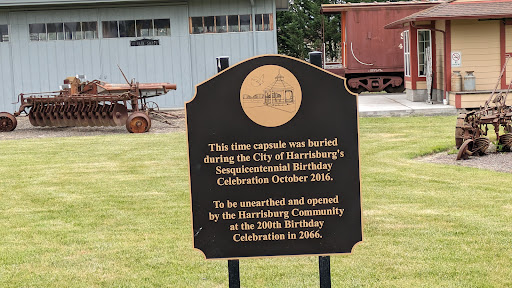 This time capsule was buried
during the City of Harrisburg's
Sesquicentennial Birthday
Celebration October 2016.
To be unearthed and opened
by the Harrisburg Community
at the 200th Birthday
Celebration in 2066.